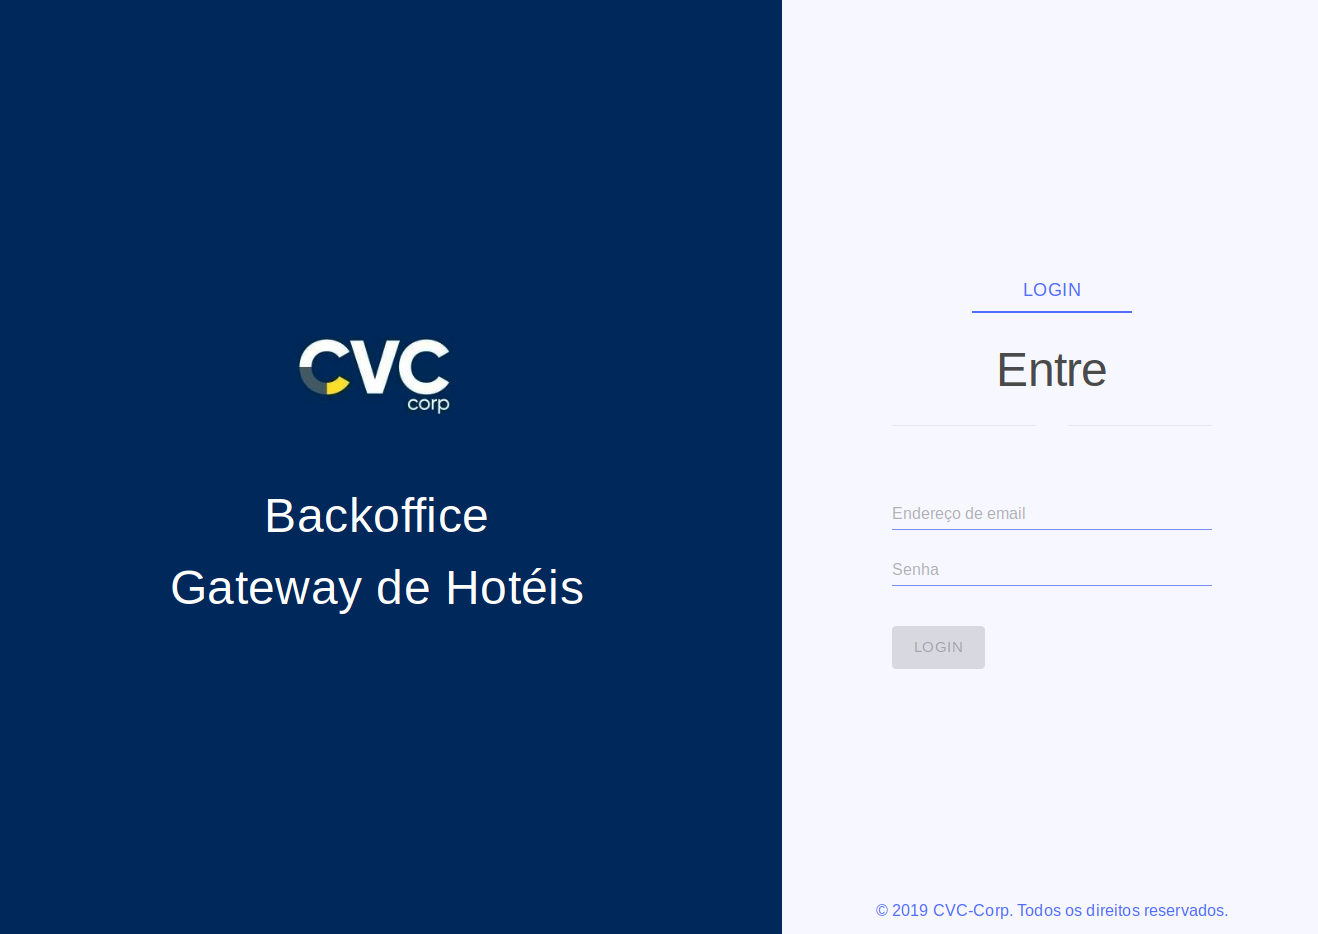 CVC
corp
Backoffice
Gateway de Hotéis
LOGIN
Entre
Endereço de email
Senha
LOGIN
© 2019 CVC-Corp. Todos os direitos reservados.